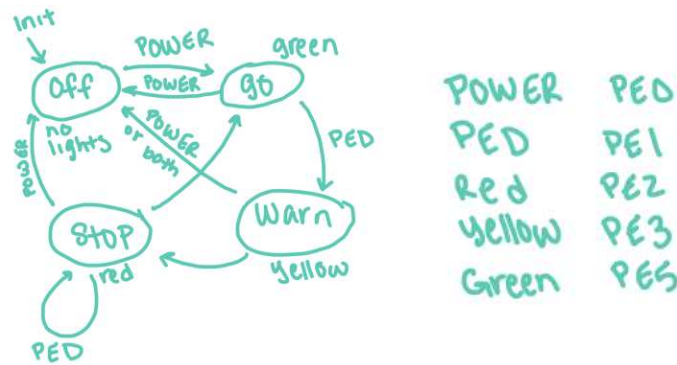 Init
POWER
green
Off
POWER
go
no lights
POWER or both
PED
POWER
Stop
red
Warn
yellow
PED
POWER PE0
PED PE1
Red PE2
Yellow PE3
Green PE5